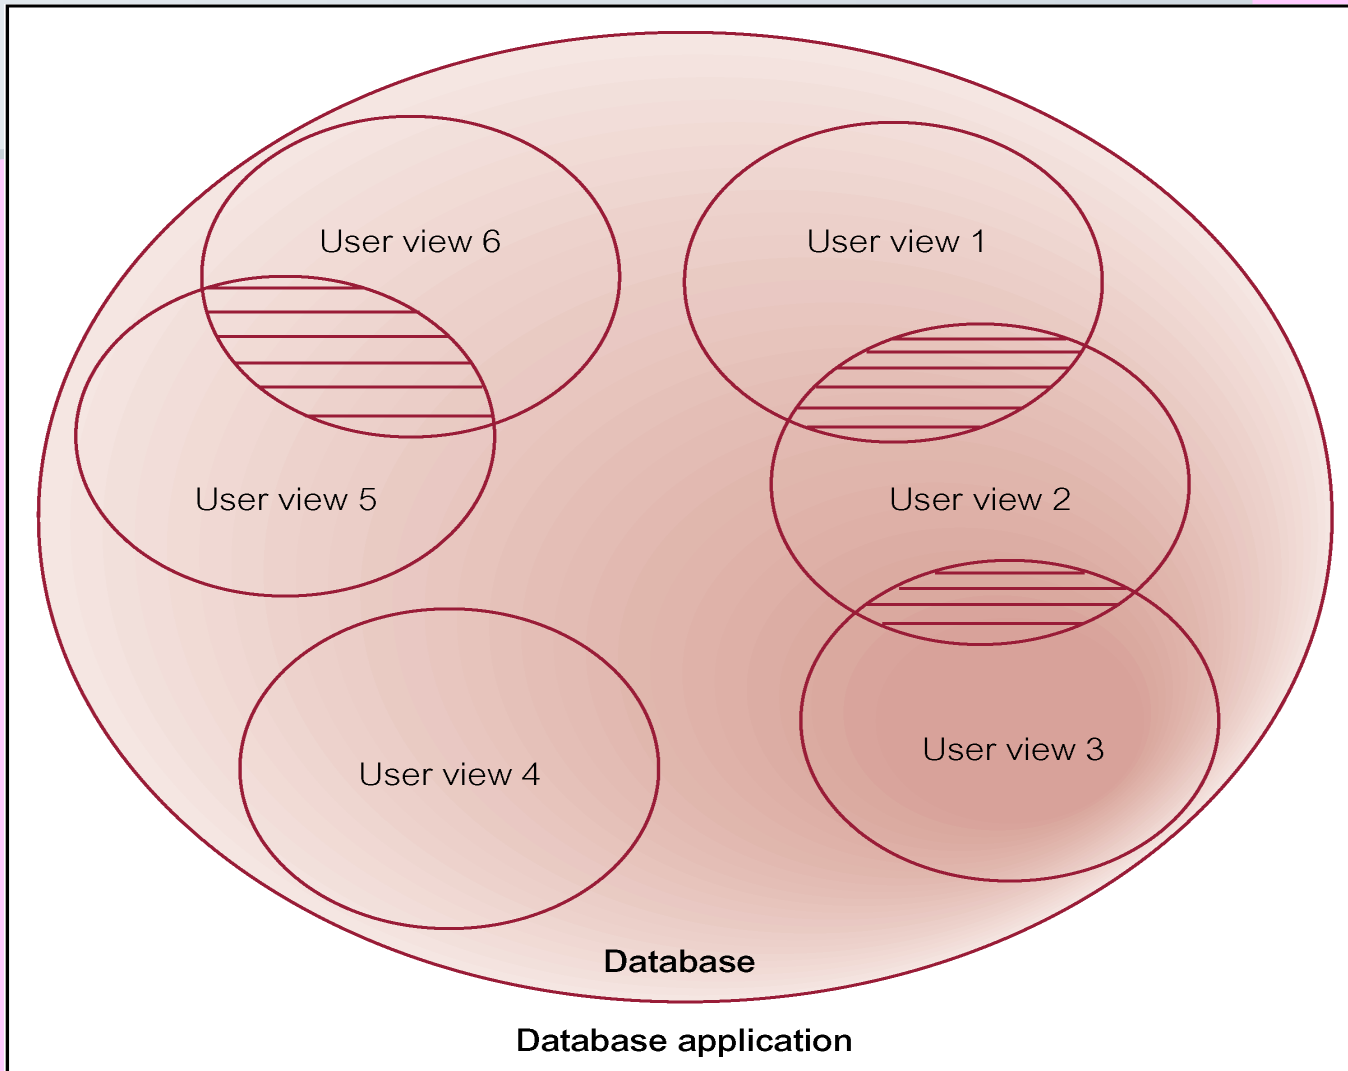 User view 6
User view 1
User view 5
User view 2
User view 4
User view 3
Database
Database application